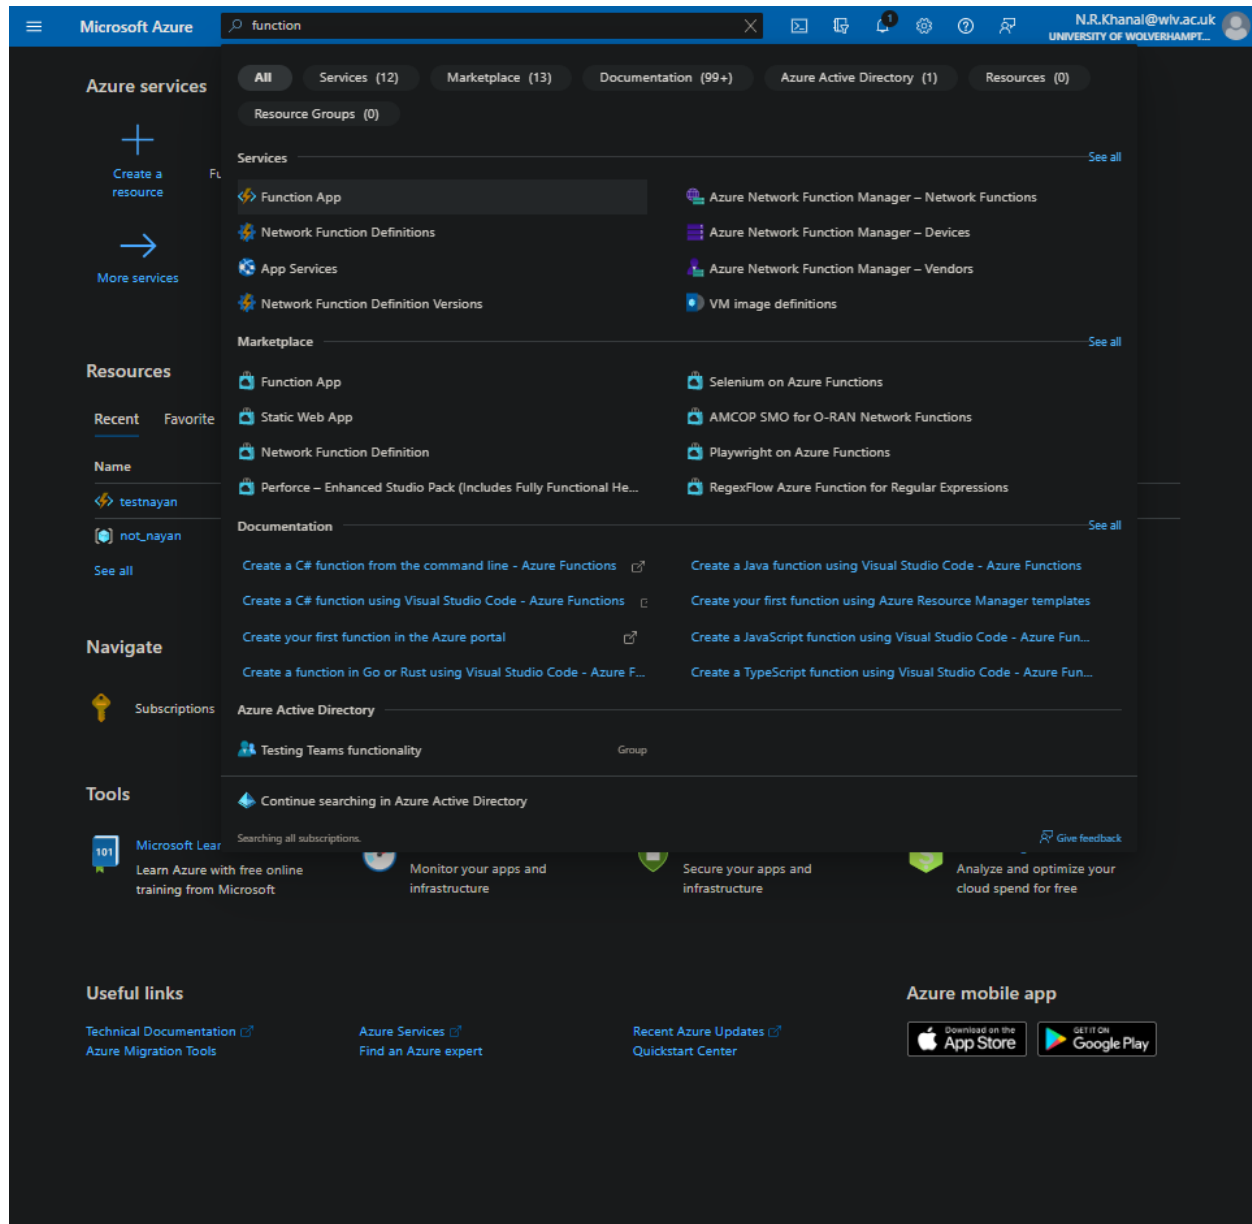 Microsoft Azure
function
1
N.R.Khanal@wlv.ac.uk
UNIVERSITY OF WOLVERHAMPT...
All
Services (12)
Marketplace (13)
Documentation (99+)
Azure Active Directory (1)
Resources (0)
Resource Groups (0)
Azure services
Create a
resource
Fu
More services
Services
See all
Function App
Azure Network Function Manager – Network Functions
Network Function Definitions
Azure Network Function Manager – Devices
App Services
Azure Network Function Manager – Vendors
Network Function Definition Versions
VM image definitions
Marketplace
See all
Function App
Selenium on Azure Functions
Static Web App
AMCOP SMO for O-RAN Network Functions
Network Function Definition
Playwright on Azure Functions
Perforce – Enhanced Studio Pack (Includes Fully Functional He...
RegexFlow Azure Function for Regular Expressions
Resources
Recent
Favorite
Name
testnayan
not_nayan
See all
Documentation
See all
Create a C# function from the command line - Azure Functions
Create a Java function using Visual Studio Code - Azure Functions
Create a C# function using Visual Studio Code - Azure Functions
Create your first function using Azure Resource Manager templates
Create your first function in the Azure portal
Create a JavaScript function using Visual Studio Code - Azure Fun...
Create a function in Go or Rust using Visual Studio Code - Azure F...
Create a TypeScript function using Visual Studio Code - Azure Fun...
Navigate
Subscriptions
Azure Active Directory
Testing Teams functionality
Group
Continue searching in Azure Active Directory
Searching all subscriptions.
Give feedback
Tools
101
Microsoft Lear
Learn Azure with free online
training from Microsoft
Monitor your apps and
infrastructure
Secure your apps and
infrastructure
Analyze and optimize your
cloud spend for free
Useful links
Technical Documentation
Azure Services
Recent Azure Updates
Azure Migration Tools
Find an Azure expert
Quickstart Center
Azure mobile app
Download on the
App Store
GET IT ON
Google Play